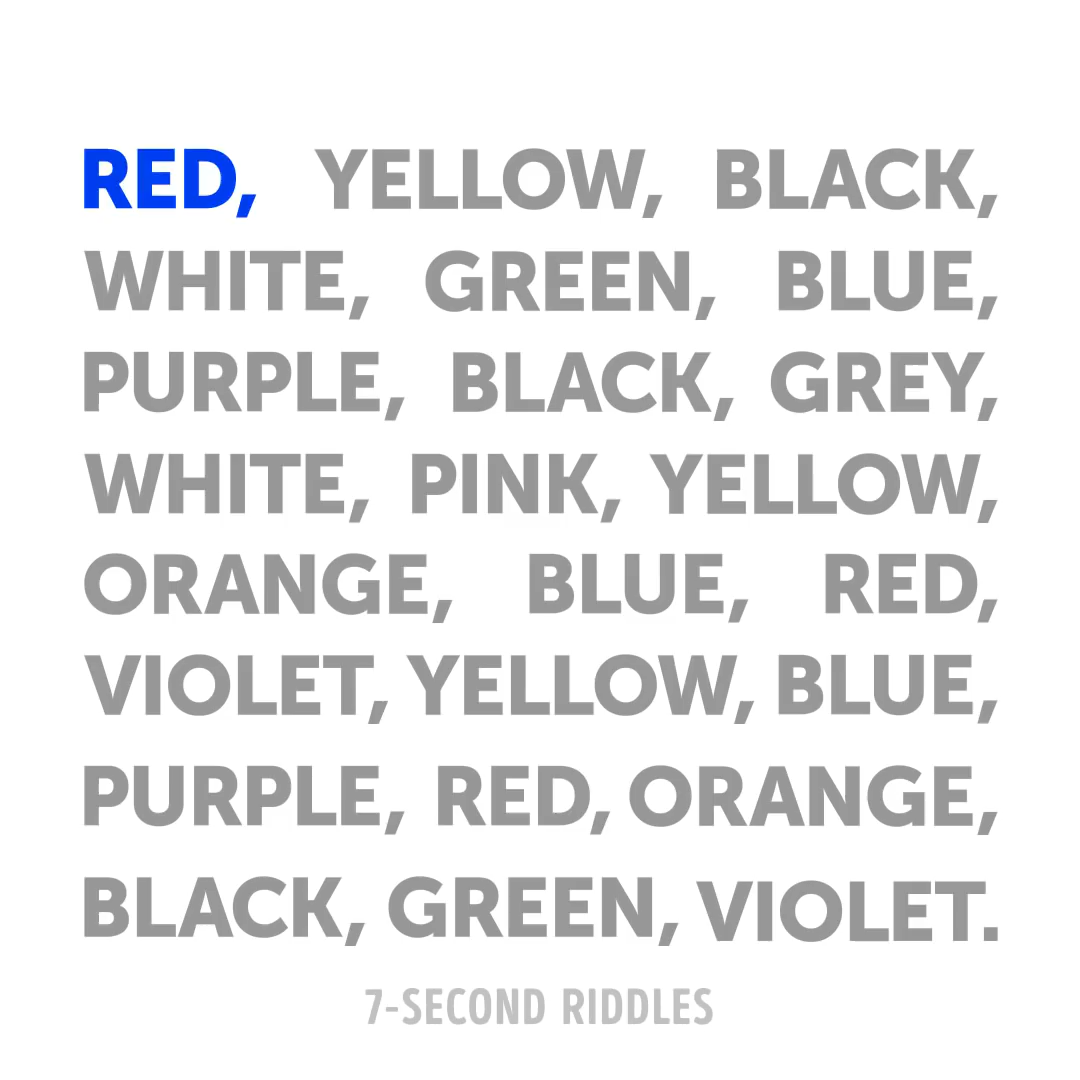 RED, YELLOW, BLACK,
WHITE, GREEN, BLUE,
PURPLE, BLACK, GREY,
WHITE, PINK, YELLOW,
ORANGE, BLUE, RED,
VIOLET, YELLOW, BLUE,
PURPLE, RED, ORANGE,
BLACK, GREEN, VIOLET.
7-SECOND RIDDLES